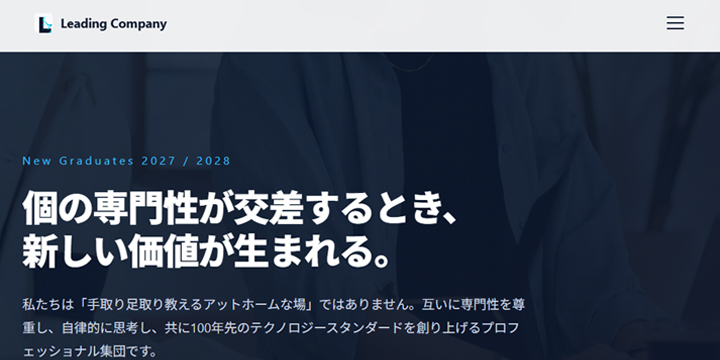 Leading Company
New Graduates 2027 / 2028
個の専門性が交差するとき、
新しい価値が生まれる。
私たちは「手取り足取り教えるアットホームな場」ではありません。互いに専門性を尊
重し、自律的に思考し、共に100年先のテクノロジースタンダードを創り上げるプロフ
ェッショナル集団です。